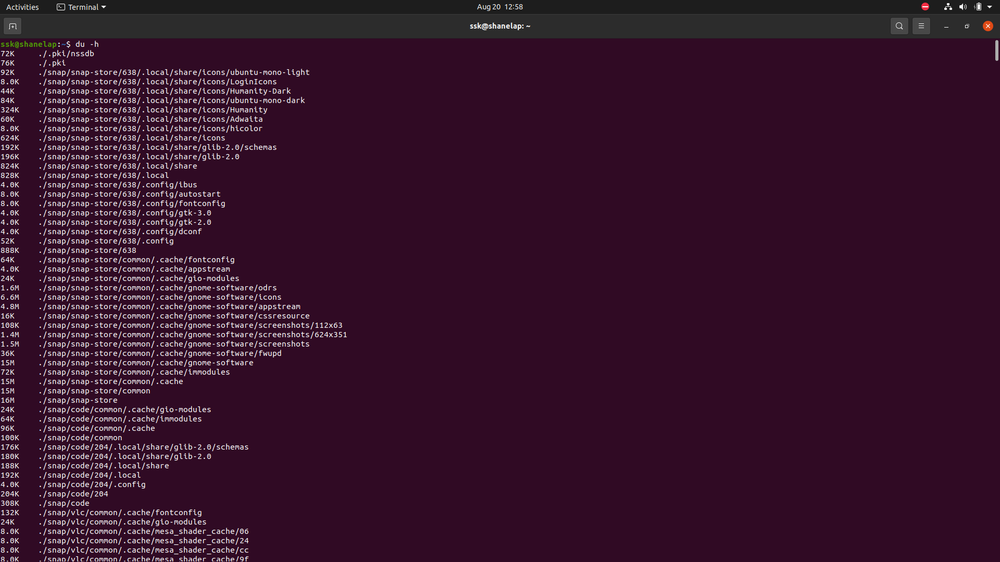 Activities Terminal Aug 20 12:58
ssk@shanelap: ~
ssk@shanelap:~$ du -h
72K ./.pki/nssdb
76K ./.pki
92K ./snap/snap-store/638/.local/share/icons/ubuntu-mono-light
8.0K ./snap/snap-store/638/.local/share/icons/LoginIcons
44K ./snap/snap-store/638/.local/share/icons/Humanity-Dark
84K ./snap/snap-store/638/.local/share/icons/ubuntu-mono-dark
324K ./snap/snap-store/638/.local/share/icons/Humanity
60K ./snap/snap-store/638/.local/share/icons/Adwaita
8.0K ./snap/snap-store/638/.local/share/icons/hicolor
624K ./snap/snap-store/638/.local/share/icons
192K ./snap/snap-store/638/.local/share/glib-2.0/schemas
196K ./snap/snap-store/638/.local/share/glib-2.0
824K ./snap/snap-store/638/.local/share
828K ./snap/snap-store/638/.local
4.0K ./snap/snap-store/638/.config/ibus
8.0K ./snap/snap-store/638/.config/autostart
8.0K ./snap/snap-store/638/.config/fontconfig
4.0K ./snap/snap-store/638/.config/gtk-3.0
4.0K ./snap/snap-store/638/.config/gtk-2.0
4.0K ./snap/snap-store/638/.config/dconf
52K ./snap/snap-store/638/.config
888K ./snap/snap-store/638
64K ./snap/snap-store/common/.cache/fontconfig
4.0K ./snap/snap-store/common/.cache/appstream
24K ./snap/snap-store/common/.cache/gio-modules
1.6M ./snap/snap-store/common/.cache/gnome-software/odrs
6.6M ./snap/snap-store/common/.cache/gnome-software/icons
4.8M ./snap/snap-store/common/.cache/gnome-software/appstream
16K ./snap/snap-store/common/.cache/gnome-software/cssresource
108K ./snap/snap-store/common/.cache/gnome-software/screenshots/112x63
1.4M ./snap/snap-store/common/.cache/gnome-software/screenshots/624x351
1.5M ./snap/snap-store/common/.cache/gnome-software/screenshots
36K ./snap/snap-store/common/.cache/gnome-software/fwupd
15M ./snap/snap-store/common/.cache/gnome-software
72K ./snap/snap-store/common/.cache/immodules
15M ./snap/snap-store/common/.cache
15M ./snap/snap-store/common
16M ./snap/snap-store
24K ./snap/code/common/.cache/gio-modules
64K ./snap/code/common/.cache/immodules
96K ./snap/code/common/.cache
100K ./snap/code/common
176K ./snap/code/204/.local/share/glib-2.0/schemas
180K ./snap/code/204/.local/share/glib-2.0
188K ./snap/code/204/.local/share
192K ./snap/code/204/.local
4.0K ./snap/code/204/.config
204K ./snap/code/204
308K ./snap/code
132K ./snap/vlc/common/.cache/fontconfig
24K ./snap/vlc/common/.cache/gio-modules
8.0K ./snap/vlc/common/.cache/mesa_shader_cache/06
8.0K ./snap/vlc/common/.cache/mesa_shader_cache/24
8.0K ./snap/vlc/common/.cache/mesa_shader_cache/cc
8.0K ./snap/vlc/common/.cache/mesa_shader_cache/9f